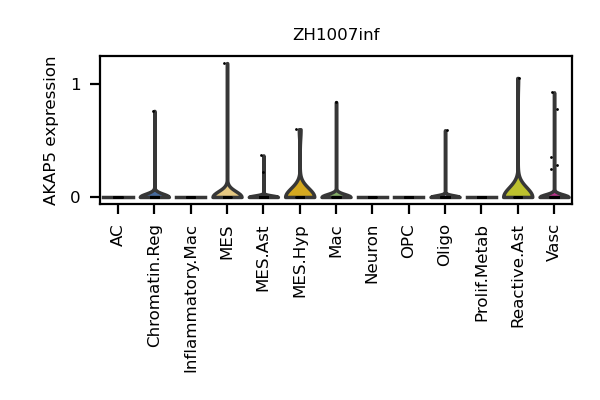 ZH1007inf
AKAP5 expression
1
0
AC
Chromatin.Reg
Inflammatory.Mac
MES
MES.Ast
MES.Hyp
Mac
Neuron
OPC
Oligo
Prolif.Metab
Reactive.Ast
Vasc